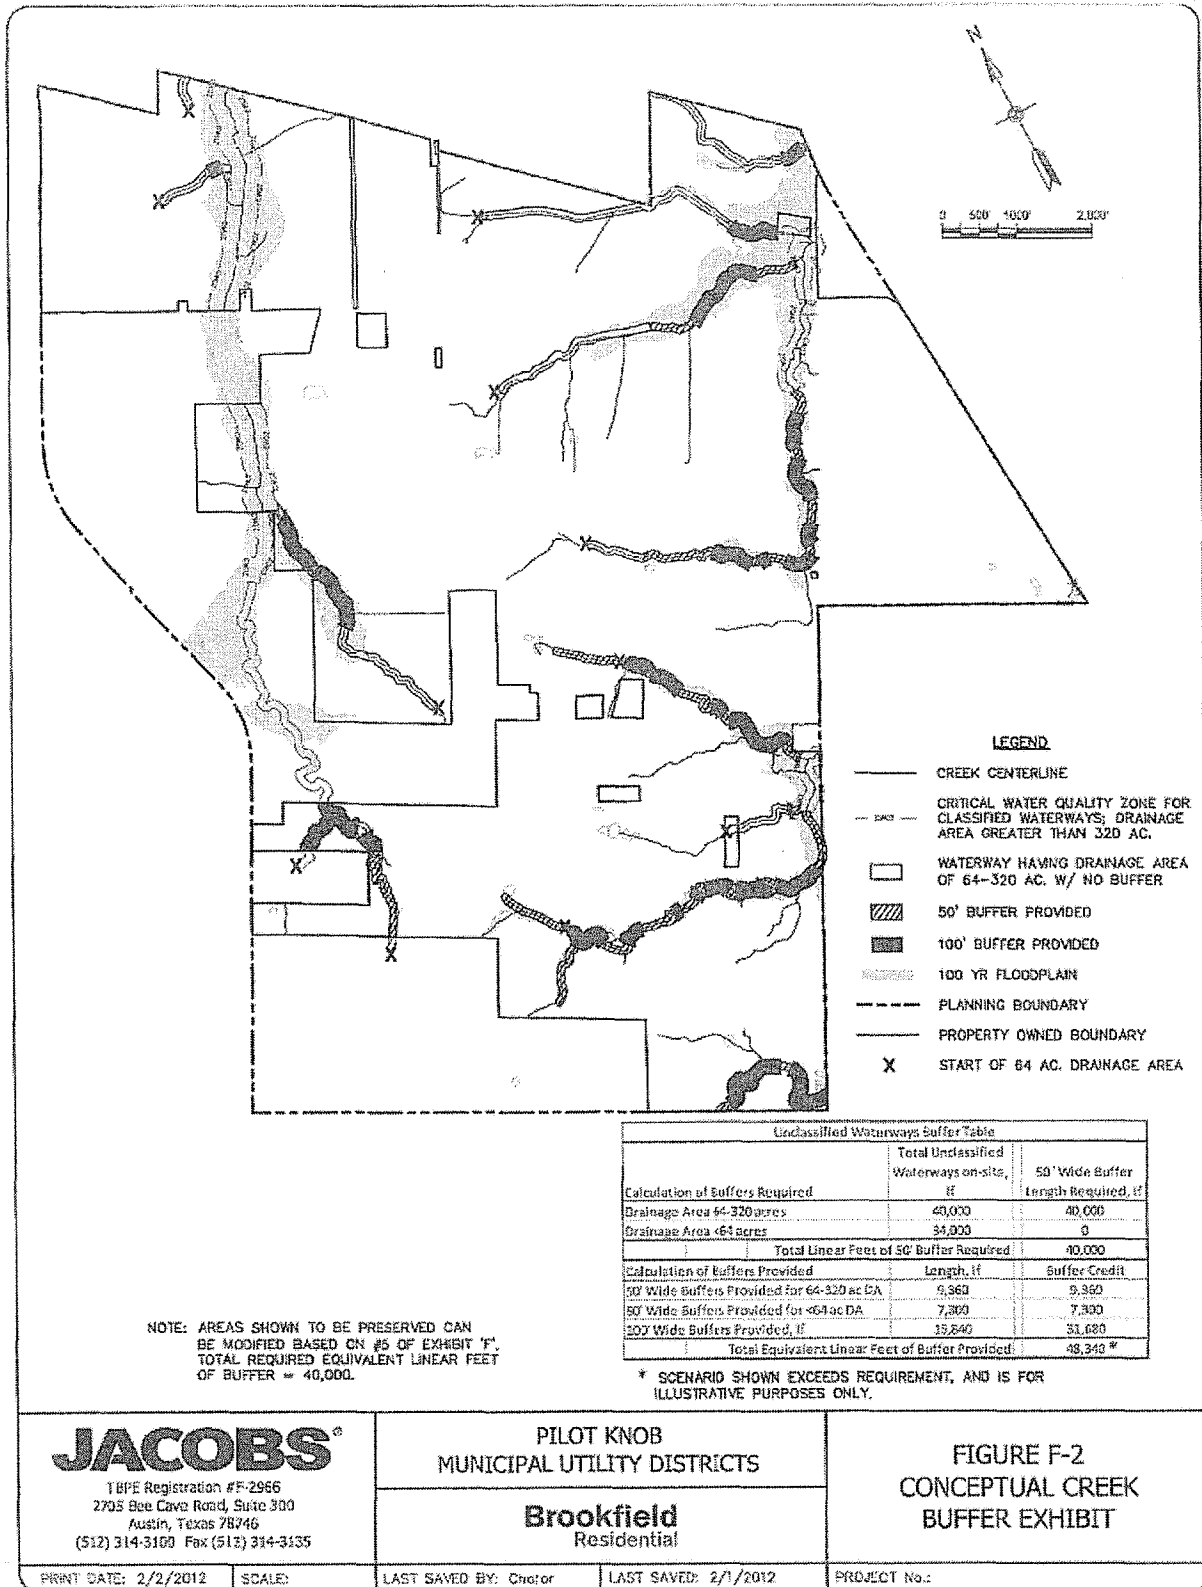 N
0 500' 1000' 2,000'
LEGEND
CREEK CENTERLINE
CRITICAL WATER QUALITY ZONE FOR
CLASSIFIED WATERWAYS; DRAINAGE
AREA GREATER THAN 320 AC.
WATERWAY HAVING DRAINAGE AREA
OF 64-320 AC. W/ NO BUFFER
50' BUFFER PROVIDED
100' BUFFER PROVIDED
100 YR FLOODPLAIN
PLANNING BOUNDARY
PROPERTY OWNED BOUNDARY
X START OF 64 AC. DRAINAGE AREA
Unclassified Waterways Buffer Table
Calculation of Buffers Required Total Unclassified Waterways on-site, lf 50' Wide Buffer Length Required, lf
Drainage Area 64-320 acres 40,000 40,000
Drainage Area <64 acres 34,000 0
Total Linear Feet of 50' Buffer Required 40,000
Calculation of Buffers Provided Length, lf Buffer Credit
50' Wide Buffers Provided for 64-320 ac DA 9,360 9,360
50' Wide Buffers Provided for <64 ac DA 7,300 7,300
100' Wide Buffers Provided, lf 15,840 31,680
Total Equivalent Linear Feet of Buffer Provided 48,340 *
NOTE: AREAS SHOWN TO BE PRESERVED CAN
BE MODIFIED BASED ON #5 OF EXHIBIT 'F'.
TOTAL REQUIRED EQUIVALENT LINEAR FEET
OF BUFFER = 40,000.
* SCENARIO SHOWN EXCEEDS REQUIREMENT, AND IS FOR
ILLUSTRATIVE PURPOSES ONLY.
JACOBS®
TBPE Registration #F-2966
2705 Bee Cave Road, Suite 300
Austin, Texas 78746
(512) 314-3100 Fax (512) 314-3135
PILOT KNOB
MUNICIPAL UTILITY DISTRICTS
Brookfield
Residential
FIGURE F-2
CONCEPTUAL CREEK
BUFFER EXHIBIT
PRINT DATE: 2/2/2012 SCALE: LAST SAVED BY: LAST SAVED: 2/1/2012 PROJECT No.: